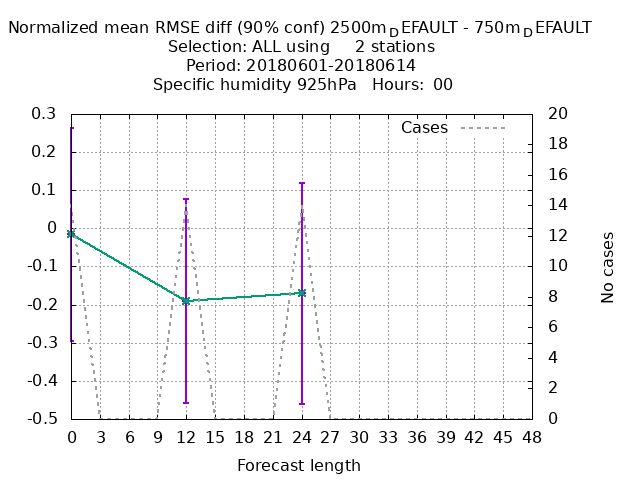 Normalized mean RMSE diff (90% conf) 2500m_DEFAULT - 750m_DEFAULT
Selection: ALL using 2 stations
Period: 20180601-20180614
Specific humidity 925hPa Hours: 00
Cases
0.3
0.2
0.1
0
-0.1
-0.2
-0.3
-0.4
-0.5
20
18
16
14
12
10
8
6
4
2
0
No cases
0 3 6 9 12 15 18 21 24 27 30 33 36 39 42 45 48
Forecast length